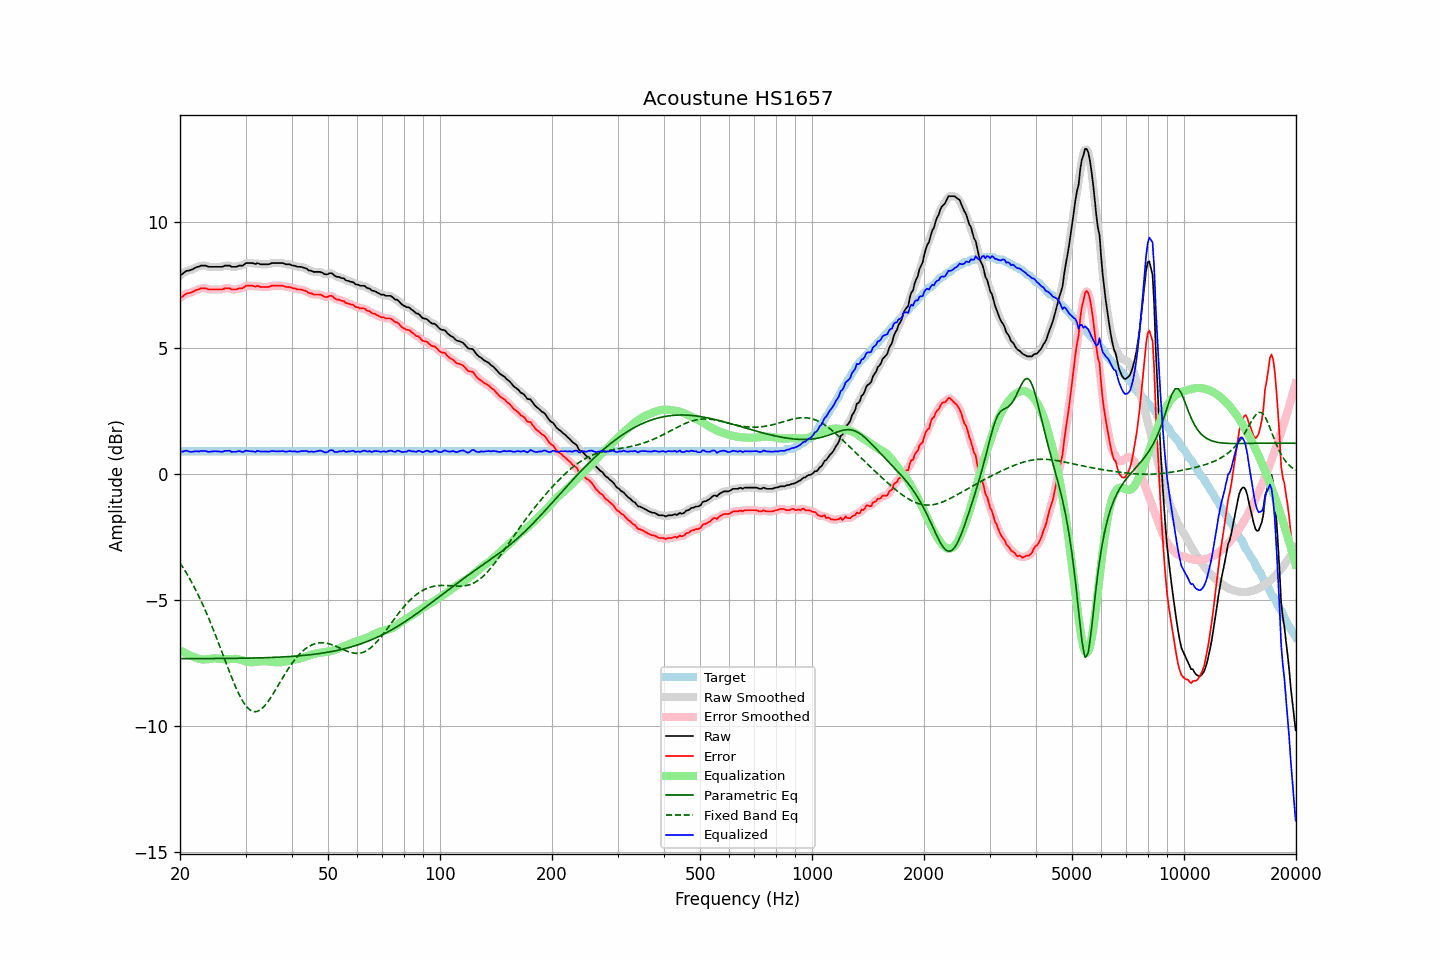 Acoustune HS1657
Amplitude (dBr)
10
5
0
−5
−10
−15
20
50
100
200
500
1000
2000
5000
10000
20000
Frequency (Hz)
Target
Raw Smoothed
Error Smoothed
Raw
Error
Equalization
Parametric Eq
Fixed Band Eq
Equalized